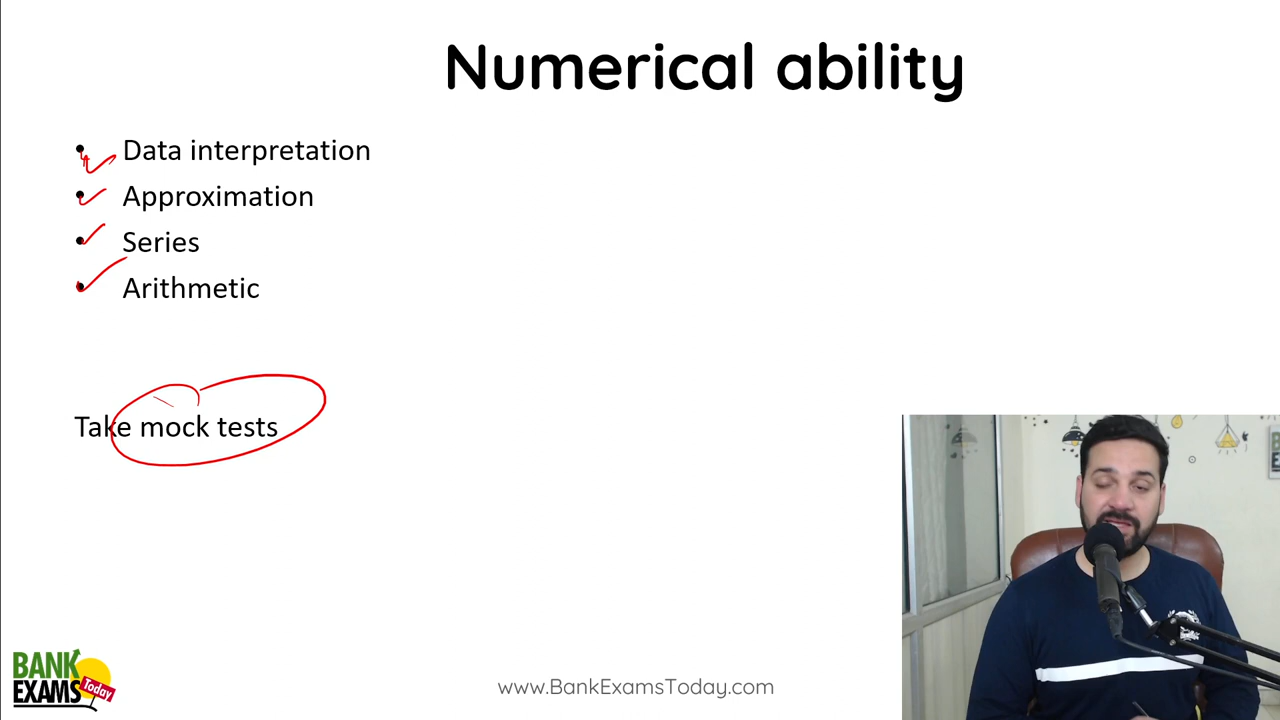 Numerical ability
• Data interpretation
• Approximation
• Series
• Arithmetic
Take mock tests
BANK
EXAMS
Today
www.BankExamsToday.com